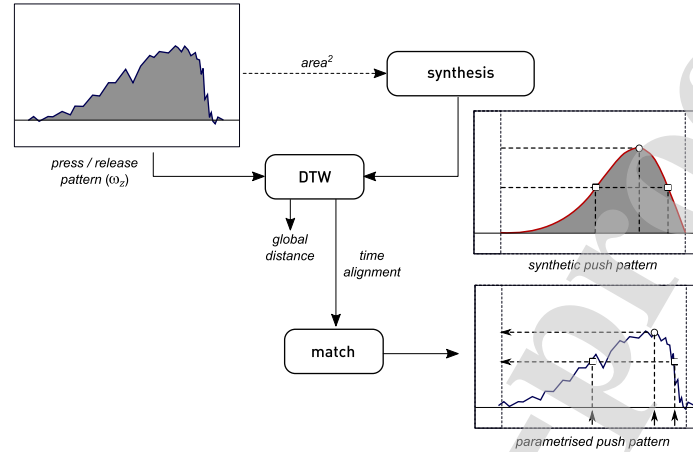 area²
synthesis
press / release
pattern (ωz)
DTW
global
distance
time
alignment
synthetic push pattern
match
parametrised push pattern